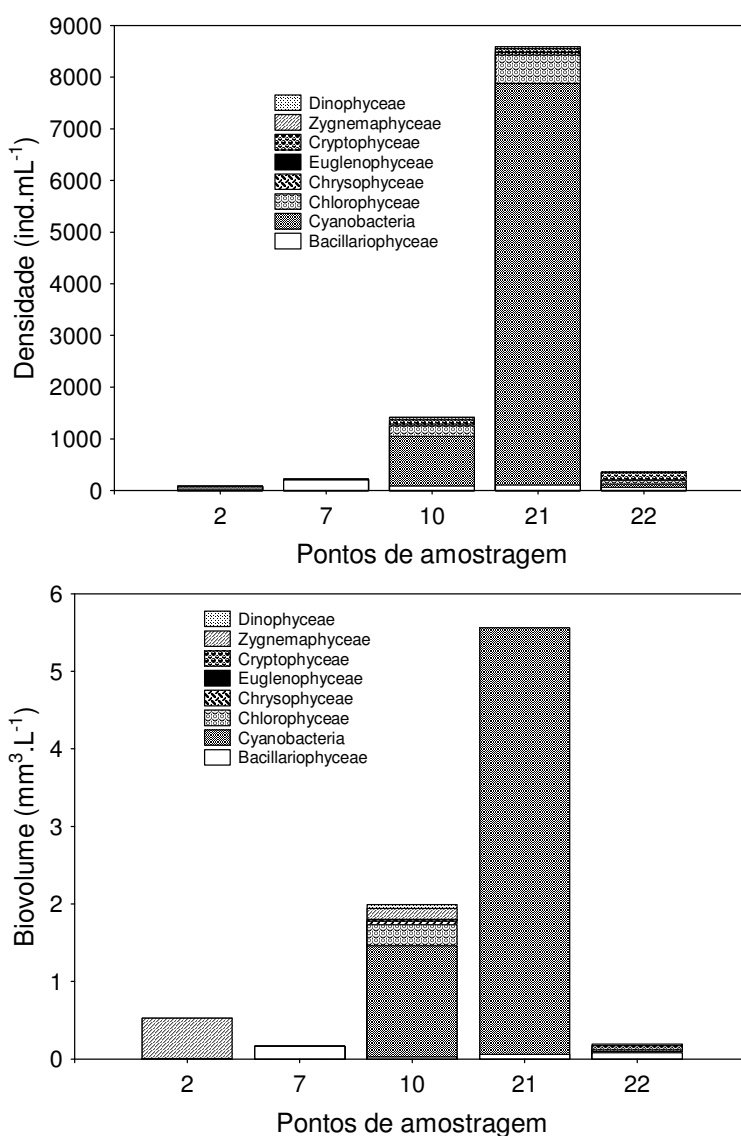 Densidade (ind.mL⁻¹)
9000
8000
7000
6000
5000
4000
3000
2000
1000
0
Dinophyceae
Zygnemaphyceae
Cryptophyceae
Euglenophyceae
Chrysophyceae
Chlorophyceae
Cyanobacteria
Bacillariophyceae
2 7 10 21 22
Pontos de amostragem
Biovolume (mm³.L⁻¹)
6
5
4
3
2
1
0
Dinophyceae
Zygnemaphyceae
Cryptophyceae
Euglenophyceae
Chrysophyceae
Chlorophyceae
Cyanobacteria
Bacillariophyceae
2 7 10 21 22
Pontos de amostragem